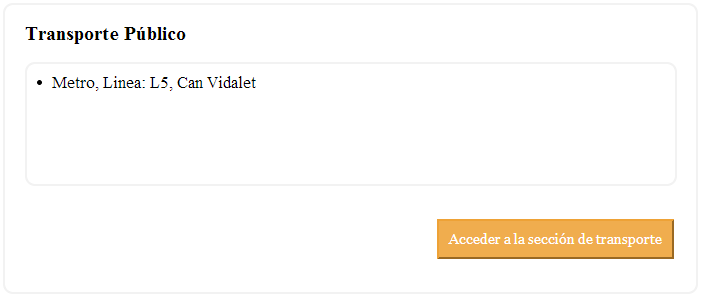 Transporte Público
• Metro, Linea: L5, Can Vidalet
Acceder a la sección de transporte